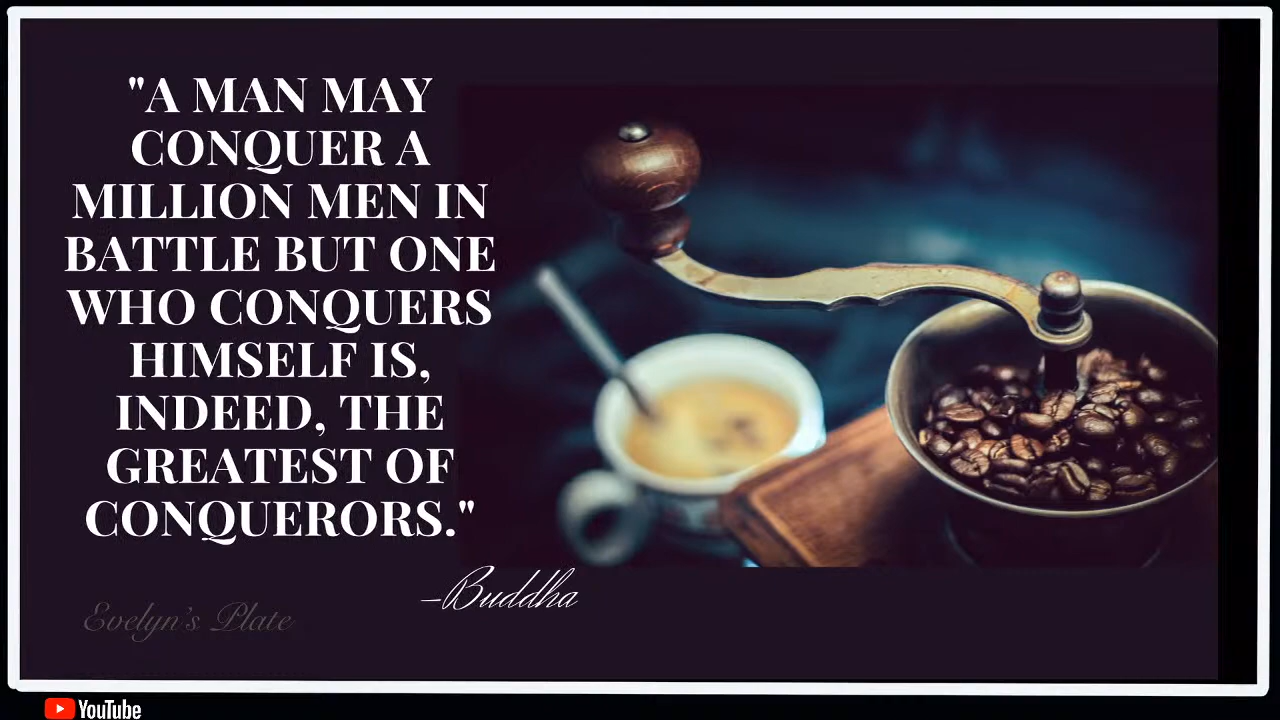 "A MAN MAY
CONQUER A
MILLION MEN IN
BATTLE BUT ONE
WHO CONQUERS
HIMSELF IS,
INDEED, THE
GREATEST OF
CONQUERORS."
–Buddha
Evelyn's Plate
YouTube